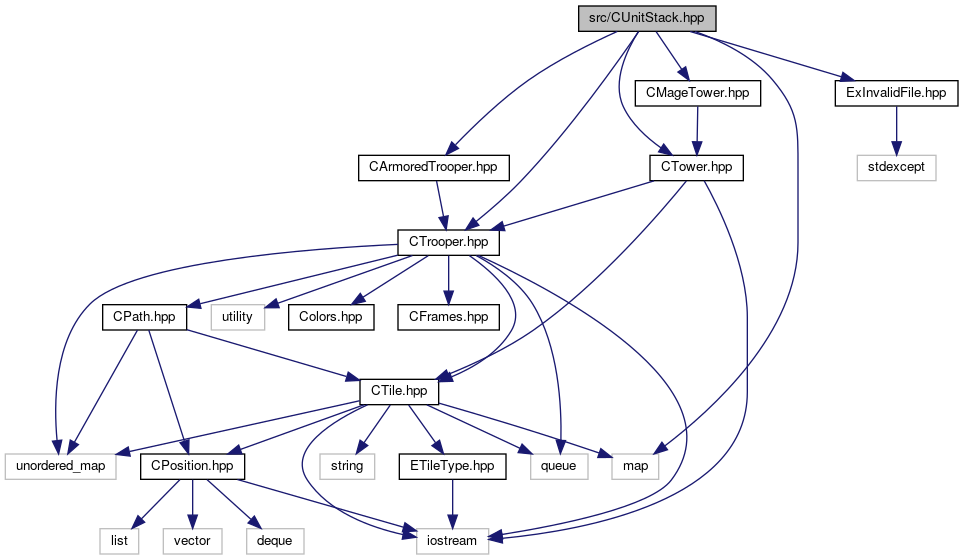 src/CUnitStack.hpp
CMageTower.hpp
ExInvalidFile.hpp
CArmoredTrooper.hpp
CTower.hpp
stdexcept
CTrooper.hpp
CPath.hpp
utility
Colors.hpp
CFrames.hpp
CTile.hpp
unordered_map
CPosition.hpp
string
ETileType.hpp
queue
map
list
vector
deque
iostream